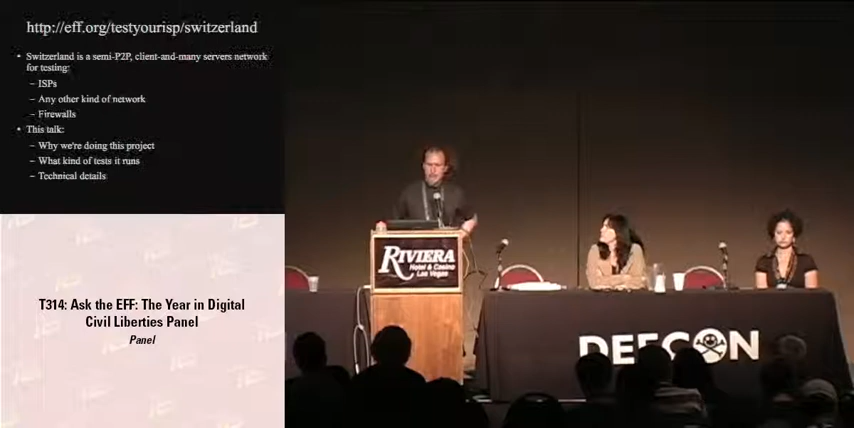 http://eff.org/testyourisp/switzerland
• Switzerland is a semi-P2P, client-and-many servers network
for testing:
– ISPs
– Any other kind of network
– Firewalls
• This talk:
– Why we're doing this project
– What kind of tests it runs
– Technical details
T314: Ask the EFF: The Year in Digital
Civil Liberties Panel
Panel
RIVIERA
Hotel & Casino
Las Vegas
DEFCON